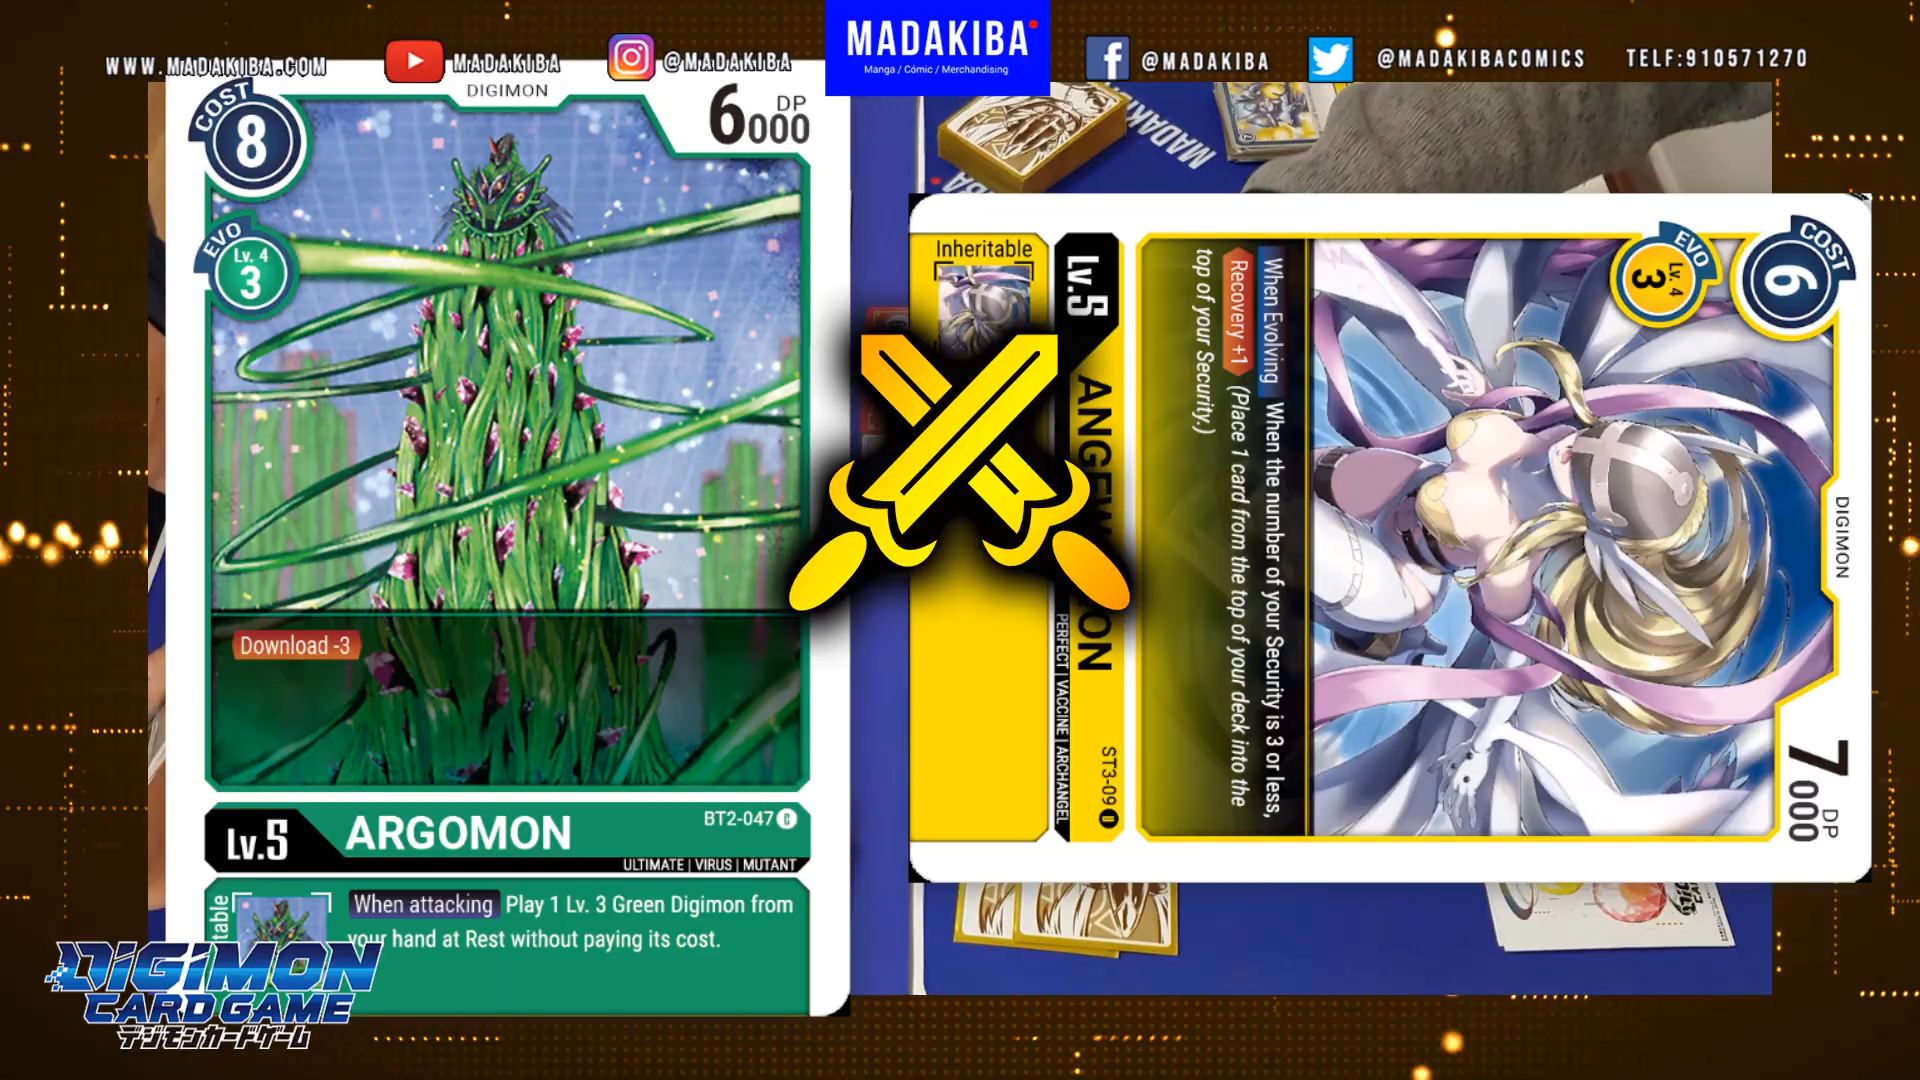 WWW.MADAKIBA.COM
MADAKIBA
@MADAKIBA
MADAKIBA
Manga / Cómic / Merchandising
@MADAKIBA
@MADAKIBACOMICS
TELF:910571270
DIGIMON
COST
8
6000
DP
EVO
Lv. 4
3
Download -3
Lv.5
ARGOMON
BT2-047
C
ULTIMATE | VIRUS | MUTANT
When attacking Play 1 Lv. 3 Green Digimon from
your hand at Rest without paying its cost.
DIGIMON
CARD GAME
デジモンカードゲーム
MADAKIBA
Inheritable
Lv.5
PERFECT | VACCINE | ARCHANGEL
ST3-09
U
When Evolving When the number of your Security is 3 or less,
Recovery +1 (Place 1 card from the top of your deck into the
top of your Security.)
EVO
Lv. 4
3
COST
6
DIGIMON
7000
DP